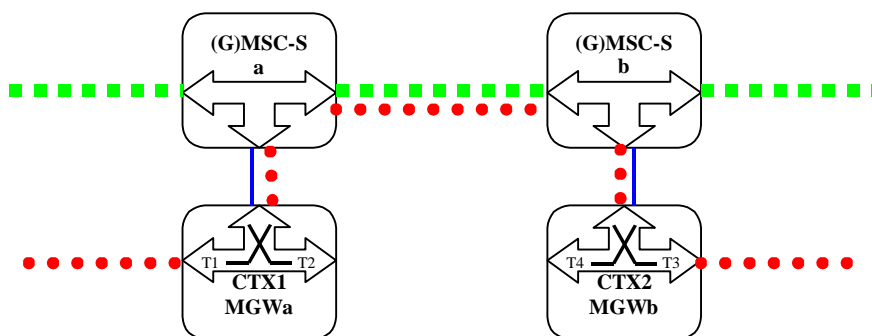 (G)MSC-S
a
(G)MSC-S
b
T1
T2
CTX1
MGWa
T4
T3
CTX2
MGWb